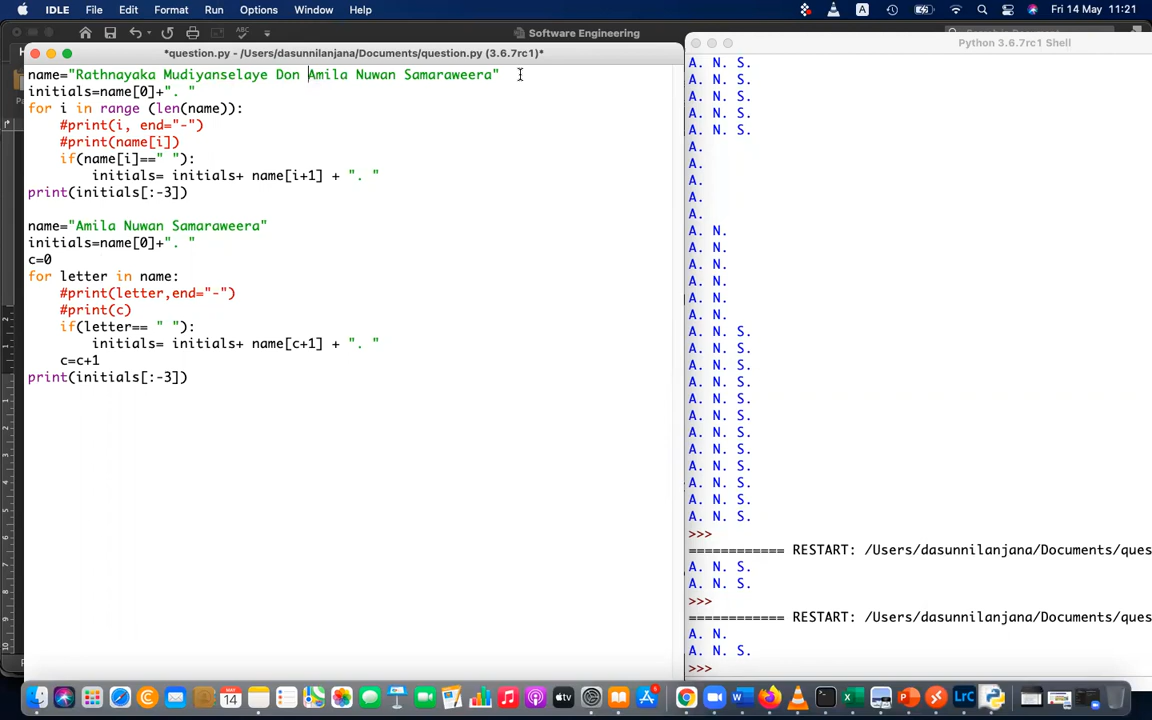 IDLE File Edit Format Run Options Window Help Fri 14 May 11:21
Software Engineering
*question.py - /Users/dasunnilanjana/Documents/question.py (3.6.7rc1)*
name="Rathnayaka Mudiyanselaye Don Amila Nuwan Samaraweera"
initials=name[0]+". "
for i in range (len(name)):
#print(i, end="-")
#print(name[i])
if(name[i]==" "):
initials= initials+ name[i+1] + ". "
print(initials[:-3])
name="Amila Nuwan Samaraweera"
initials=name[0]+". "
c=0
for letter in name:
#print(letter,end="-")
#print(c)
if(letter== " "):
initials= initials+ name[c+1] + ". "
c=c+1
print(initials[:-3])
Python 3.6.7rc1 Shell
A. N. S.
A. N. S.
A. N. S.
A. N. S.
A. N. S.
A.
A.
A.
A.
A.
A. N.
A. N.
A. N.
A. N.
A. N.
A. N.
A. N. S.
A. N. S.
A. N. S.
A. N. S.
A. N. S.
A. N. S.
A. N. S.
A. N. S.
A. N. S.
A. N. S.
A. N. S.
A. N. S.
>>>
============ RESTART: /Users/dasunnilanjana/Documents/ques
A. N. S.
A. N. S.
>>>
============ RESTART: /Users/dasunnilanjana/Documents/ques
A. N.
A. N. S.
>>>